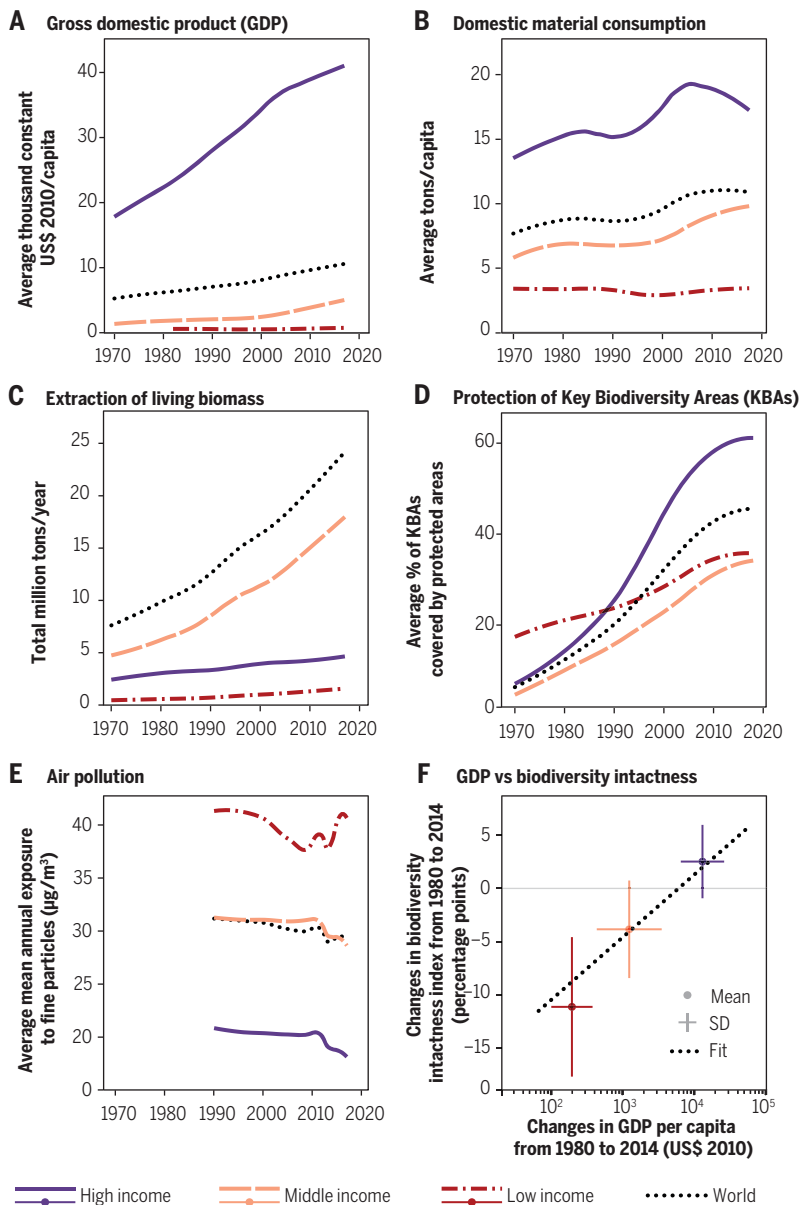 A Gross domestic product (GDP)
Average thousand constant
US$ 2010/capita
40
30
20
10
0
1970 1980 1990 2000 2010 2020
B Domestic material consumption
Average tons/capita
20
15
10
5
0
1970 1980 1990 2000 2010 2020
C Extraction of living biomass
Total million tons/year
25
20
15
10
5
0
1970 1980 1990 2000 2010 2020
D Protection of Key Biodiversity Areas (KBAs)
Average % of KBAs
covered by protected areas
60
40
20
0
1970 1980 1990 2000 2010 2020
E Air pollution
Average mean annual exposure
to fine particles (µg/m³)
40
35
30
25
20
0
1970 1980 1990 2000 2010 2020
F GDP vs biodiversity intactness
Changes in biodiversity
intactness index from 1980 to 2014
(percentage points)
5
0
−5
−10
−15
0
Mean
SD
Fit
10² 10³ 10⁴ 10⁵
Changes in GDP per capita
from 1980 to 2014 (US$ 2010)
High income Middle income Low income World